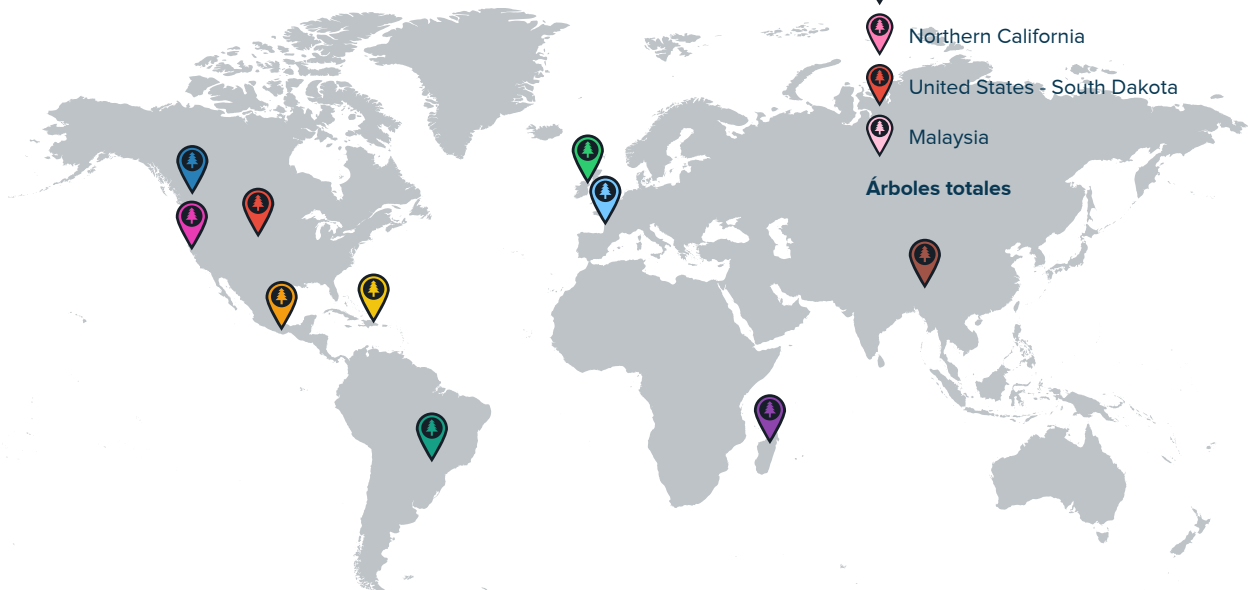 Northern California
United States - South Dakota
Malaysia
Árboles totales